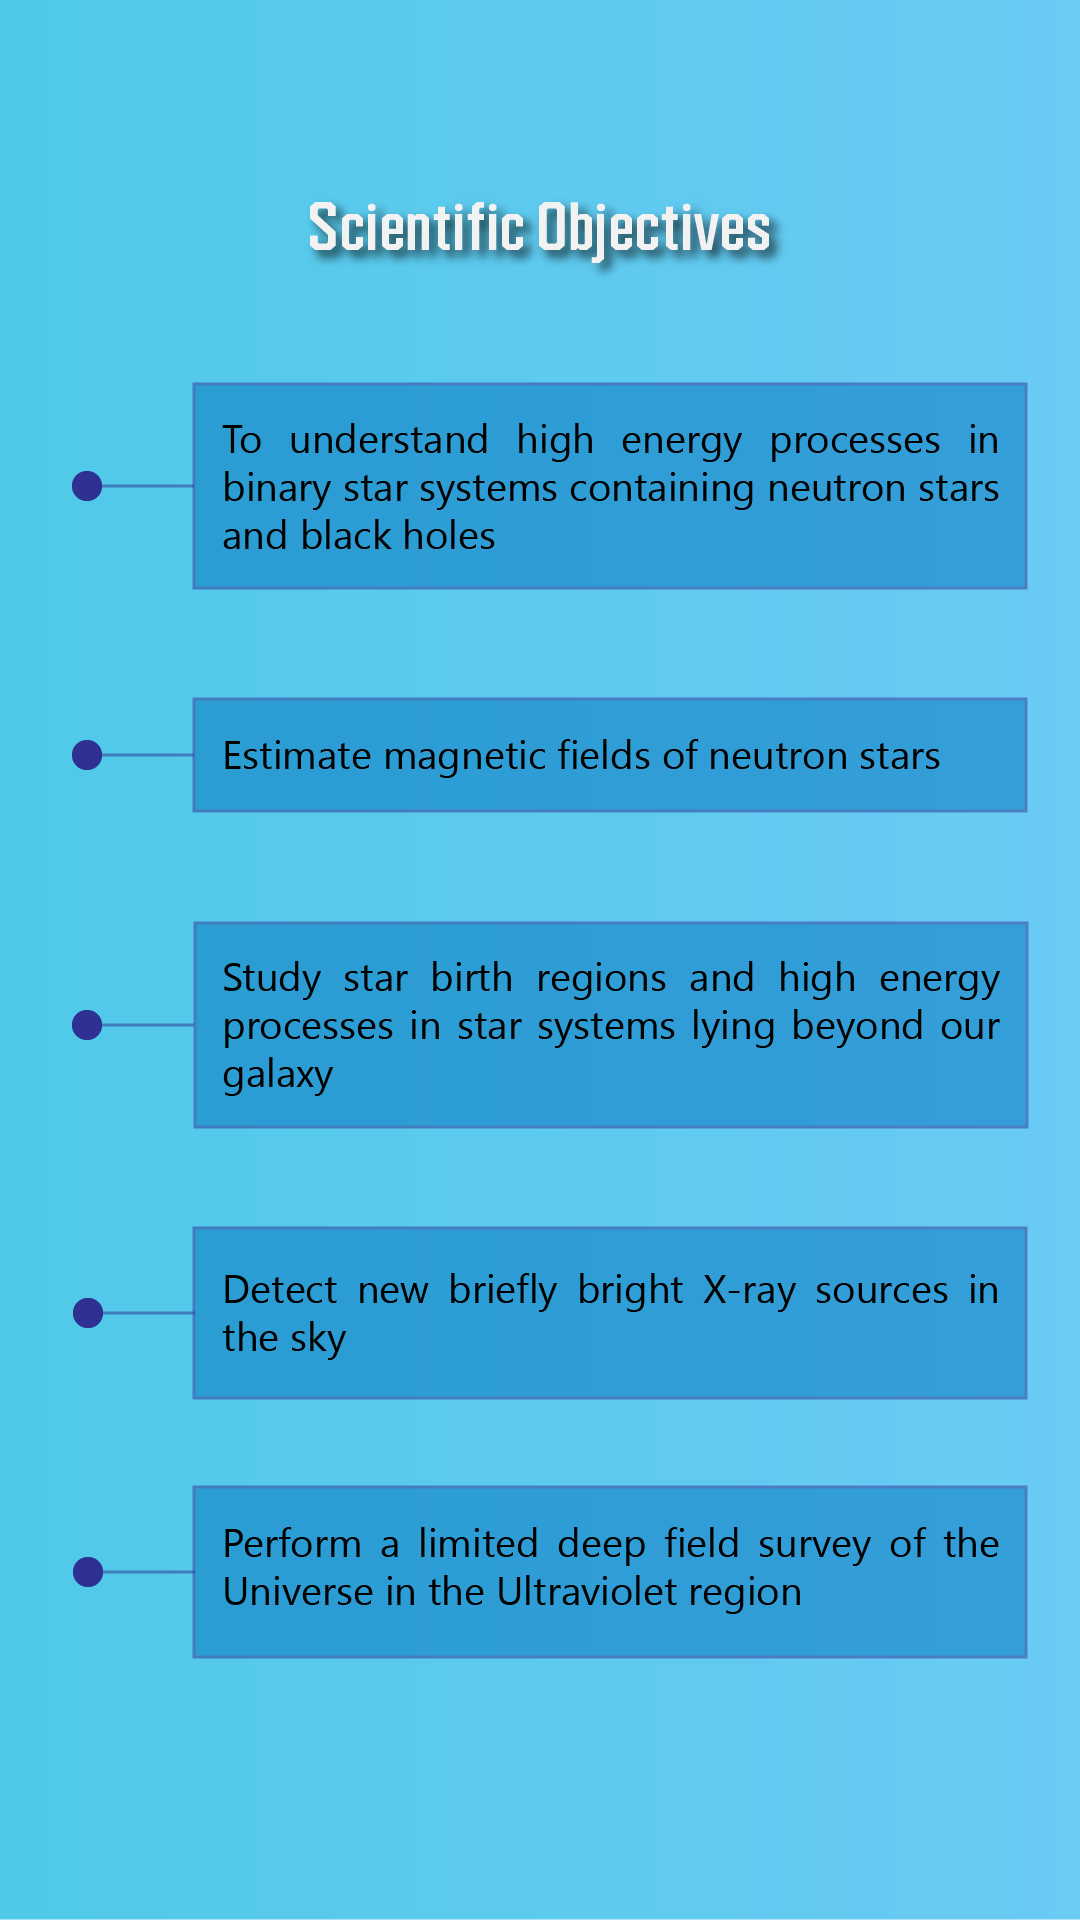 Scientific Objectives
To understand high energy processes in
binary star systems containing neutron stars
and black holes
Estimate magnetic fields of neutron stars
Study star birth regions and high energy
processes in star systems lying beyond our
galaxy
Detect new briefly bright X-ray sources in
the sky
Perform a limited deep field survey of the
Universe in the Ultraviolet region